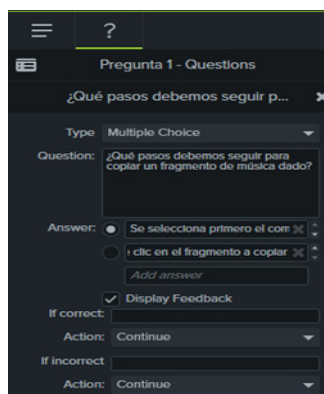 ?
Pregunta 1 - Questions
¿Qué pasos debemos seguir p...
Type Multiple Choice
Question: ¿Qué pasos debemos seguir para
copiar un fragmento de música dado?
Answer: Se selecciona primero el com
clic en el fragmento a copiar
Add answer
Display Feedback
If correct:
Action: Continue
If incorrect
Action: Continue